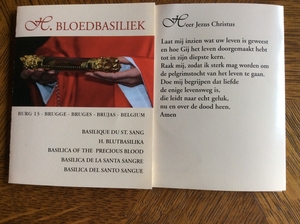 H. BLOEDBASILIEK
BURG 13 - BRUGGE - BRUGES - BRUJAS - BELGIUM
BASILIQUE DU ST. SANG
H. BLUTBASILIKA
BASILICA OF THE PRECIOUS BLOOD
BASILICA DE LA SANTA SANGRE
BASILICA DEL SANTO SANGUE
Heer Jezus Christus
Laat mij inzien wat uw leven is geweest
en hoe Gij het leven doorgemaakt hebt
tot in zijn diepste kern.
Raak mij, zodat ik sterk mag worden om
de pelgrimstocht van het leven te gaan.
Doe mij begrijpen dat liefde
de enige levensweg is,
die leidt naar echt geluk,
nu en over de dood heen.
Amen